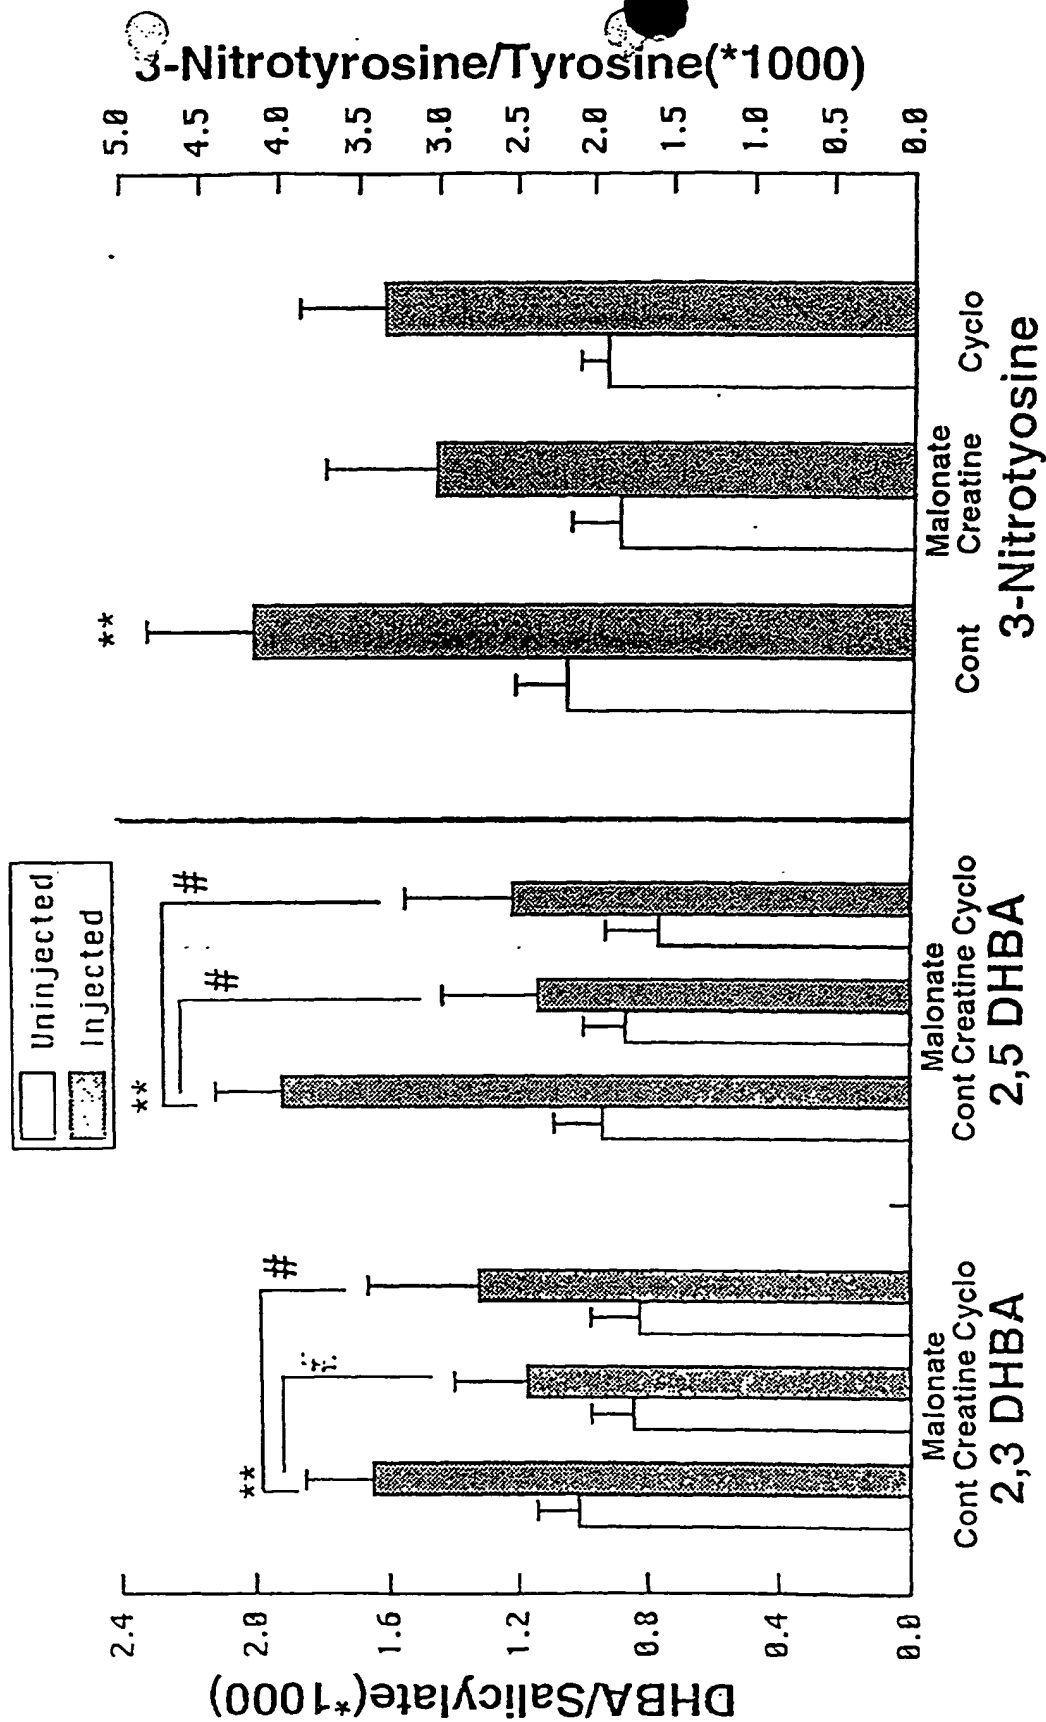 Uninjected
Injected
DHBA/Salicylate(*1000)
2.4
2.0
1.6
1.2
0.8
0.4
0.0
3-Nitrotyrosine/Tyrosine(*1000)
5.0
4.5
4.0
3.5
3.0
2.5
2.0
1.5
1.0
0.5
0.0
**
#
**
#
#
**
Malonate
Cont Creatine Cyclo
2,3 DHBA
Malonate
Cont Creatine Cyclo
2,5 DHBA
Malonate
Cont Creatine Cyclo
3-Nitrotyosine